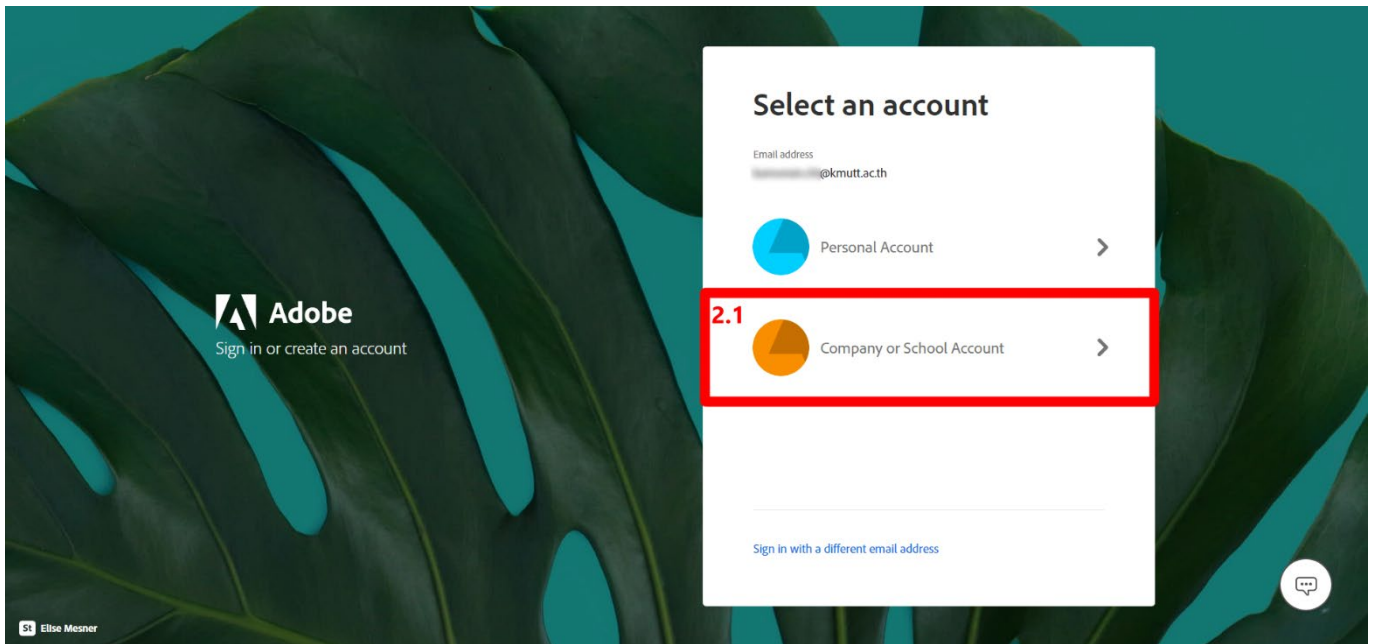 Adobe
Sign in or create an account
Select an account
Email address
@kmutt.ac.th
Personal Account
2.1
Company or School Account
Sign in with a different email address
St Elise Mesner